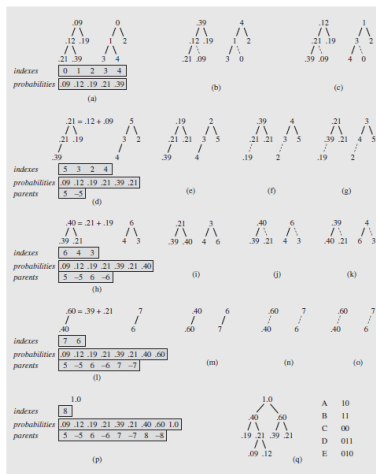 .09 0
.12 .19 1 2
.21 .39 3 4
indexes 0 1 2 3 4
probabilities .09 .12 .19 .21 .39
(a)
.39 4
.12 .19 1 2
.21 .09 3 0
(b)
.12 1
.21 .19 3 2
.39 .09 4 0
(c)
.21 = .12 + .09 5
.21 .19 3 2
.39 4
indexes 5 3 2 4
probabilities .09 .12 .19 .21 .39 .21
parents 5 −5
(d)
.19 2
.21 .21 3 5
.39 4
(e)
.39 4
.21 .21 3 5
.19 2
(f)
.21 3
.39 .21 4 5
.19 2
(g)
.40 = .21 + .19 6
.39 .21 4 3
indexes 6 4 3
probabilities .09 .12 .19 .21 .39 .21 .40
parents 5 −5 6 −6
(h)
.21 3
.39 .40 4 6
(i)
.40 6
.39 .21 4 3
(j)
.39 4
.40 .21 6 3
(k)
.60 = .39 + .21 7
.40 6
indexes 7 6
probabilities .09 .12 .19 .21 .39 .21 .40 .60
parents 5 −5 6 −6 7 −7
(l)
.40 6
.60 7
(m)
.60 7
.40 6
(n)
.60 7
.40 6
(o)
1.0
8
indexes
probabilities .09 .12 .19 .21 .39 .21 .40 .60 1.0
parents 5 −5 6 −6 7 −7 8 −8
(p)
1.0
.40 .60
.19 .21 .39 .21
.09 .12
(q)
A 10
B 11
C 00
D 011
E 010